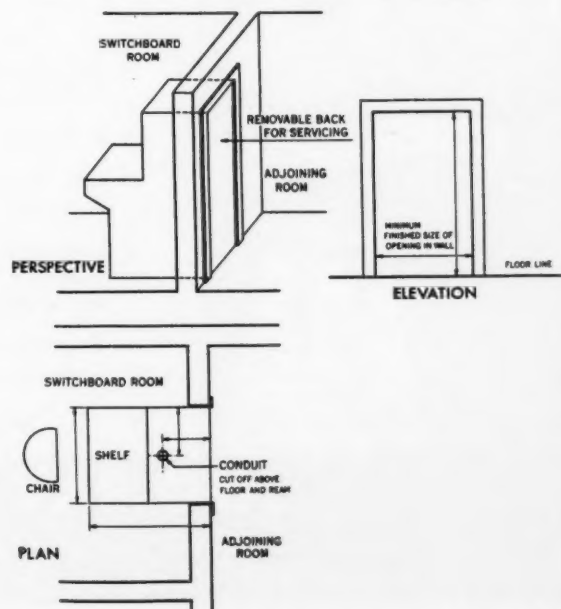 SWITCHBOARD
ROOM
REMOVABLE BACK
FOR SERVICING
ADJOINING
ROOM
PERSPECTIVE
MINIMUM
FINISHED SIZE OF
OPENING IN WALL
FLOOR LINE
ELEVATION
SWITCHBOARD ROOM
SHELF
CHAIR
CONDUIT
CUT OFF ABOVE
FLOOR AND REAM
PLAN
ADJOINING
ROOM